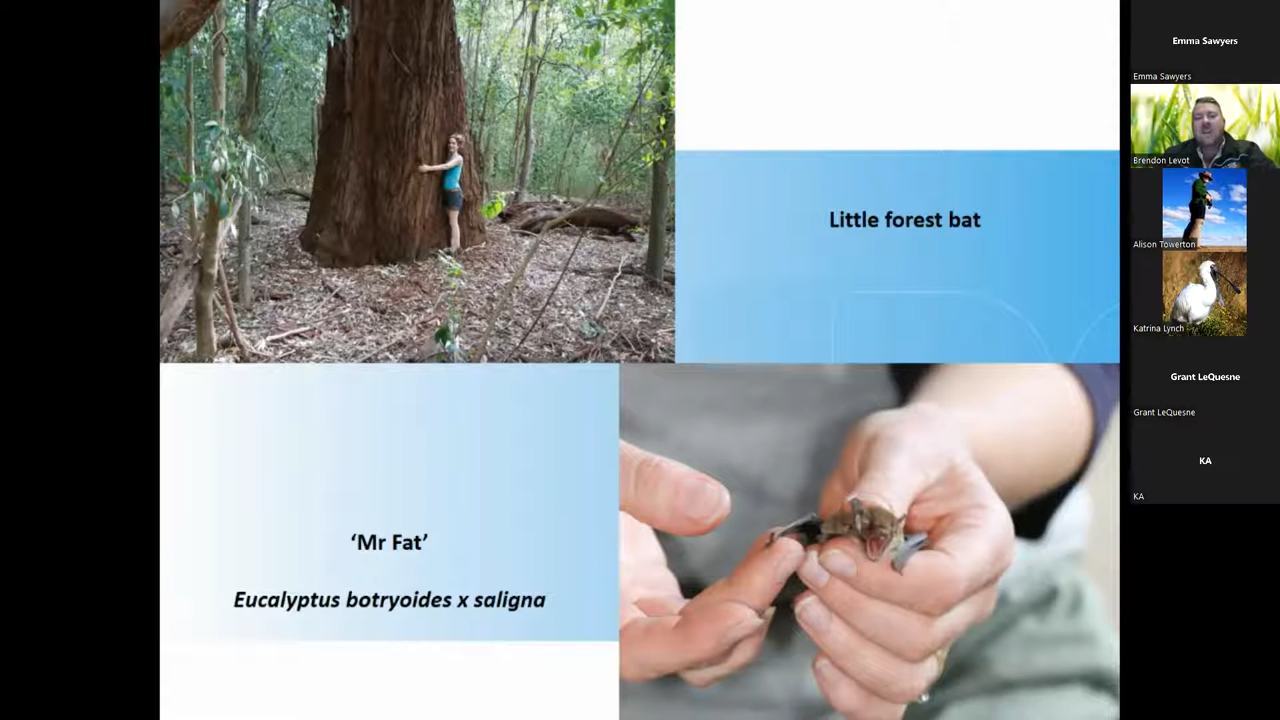 Little forest bat
‘Mr Fat’
Eucalyptus botryoides x saligna
Emma Sawyers
Emma Sawyers
Brendon Levot
Alison Towerton
Katrina Lynch
Grant LeQuesne
Grant LeQuesne
KA
KA